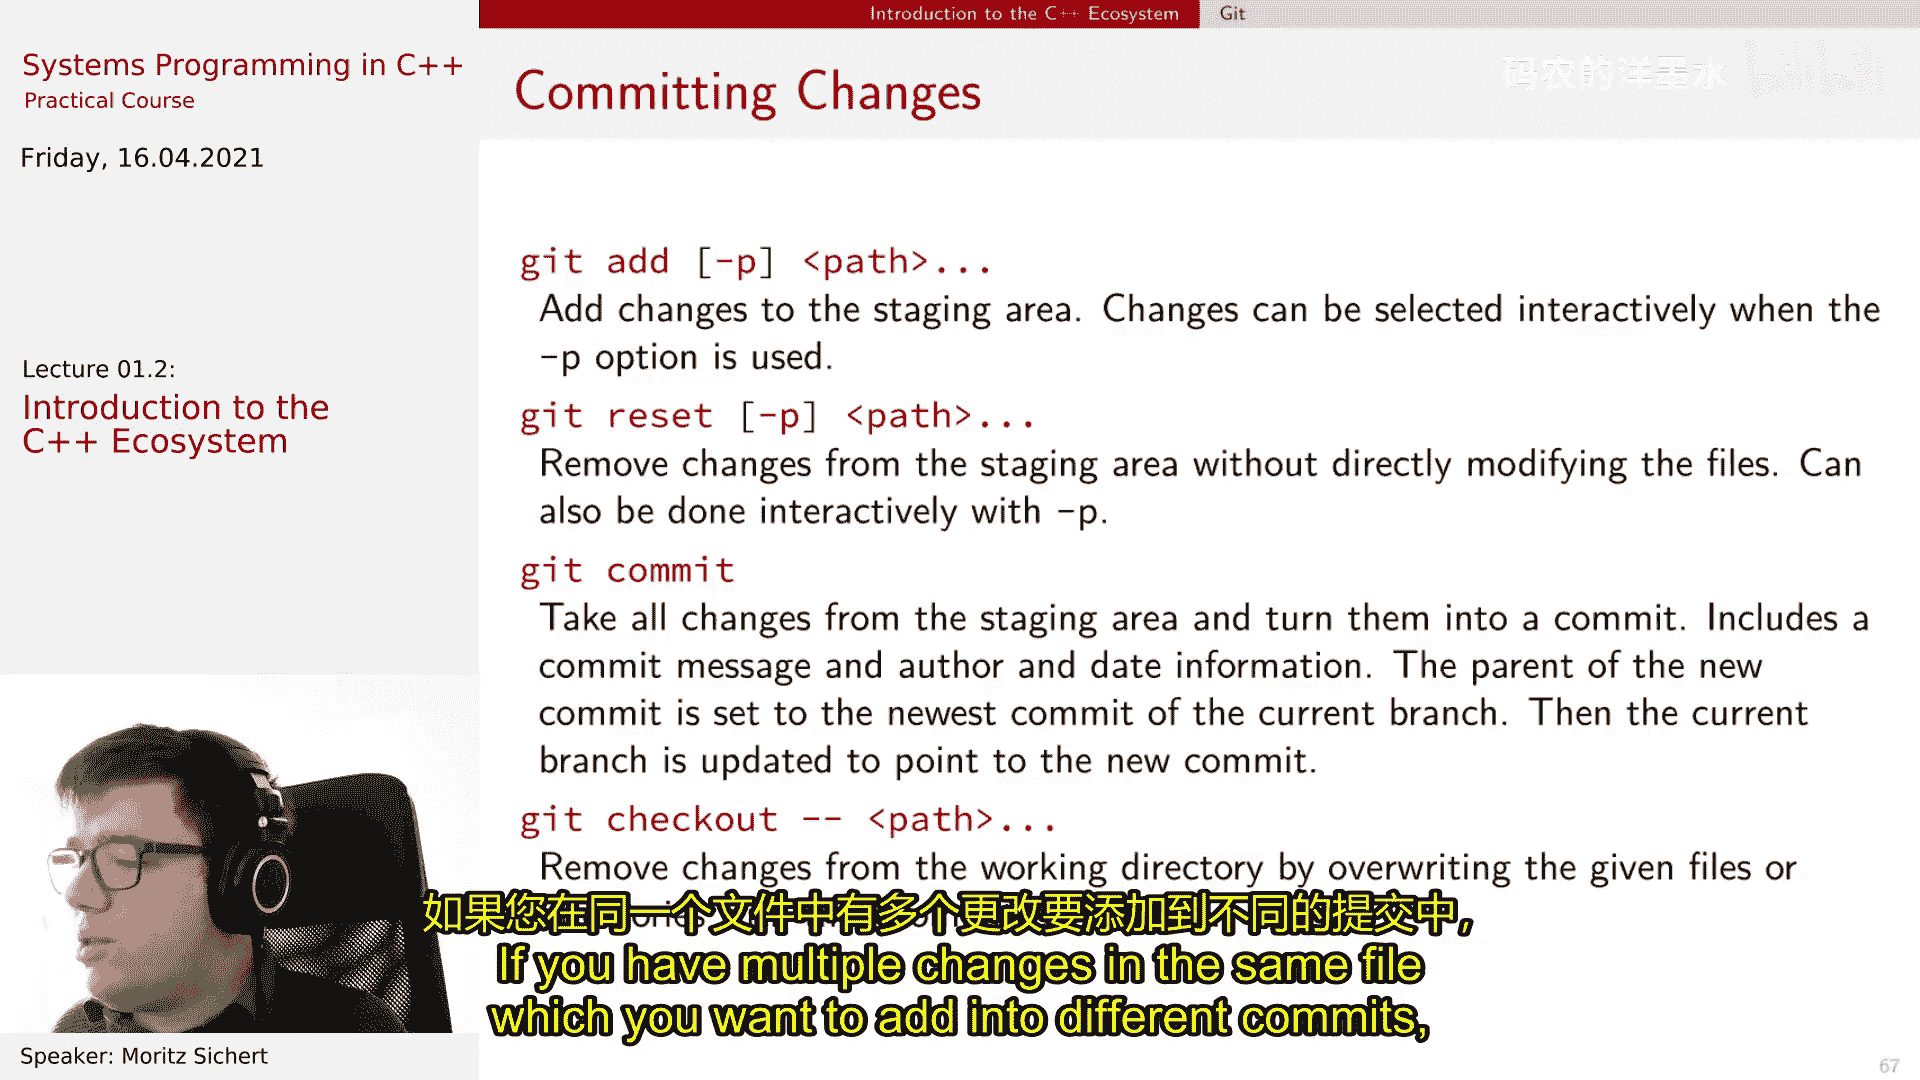 Introduction to the C++ Ecosystem Git
Systems Programming in C++
Practical Course
Friday, 16.04.2021
Lecture 01.2:
Introduction to the
C++ Ecosystem
Speaker: Moritz Sichert
码农的洋墨水 bilibili
Committing Changes
git add [-p] <path>...
Add changes to the staging area. Changes can be selected interactively when the
-p option is used.
git reset [-p] <path>...
Remove changes from the staging area without directly modifying the files. Can
also be done interactively with -p.
git commit
Take all changes from the staging area and turn them into a commit. Includes a
commit message and author and date information. The parent of the new
commit is set to the newest commit of the current branch. Then the current
branch is updated to point to the new commit.
git checkout -- <path>...
Remove changes from the working directory by overwriting the given files or
如果您在同一个文件中有多个更改要添加到不同的提交中,
If you have multiple changes in the same file
which you want to add into different commits,
67